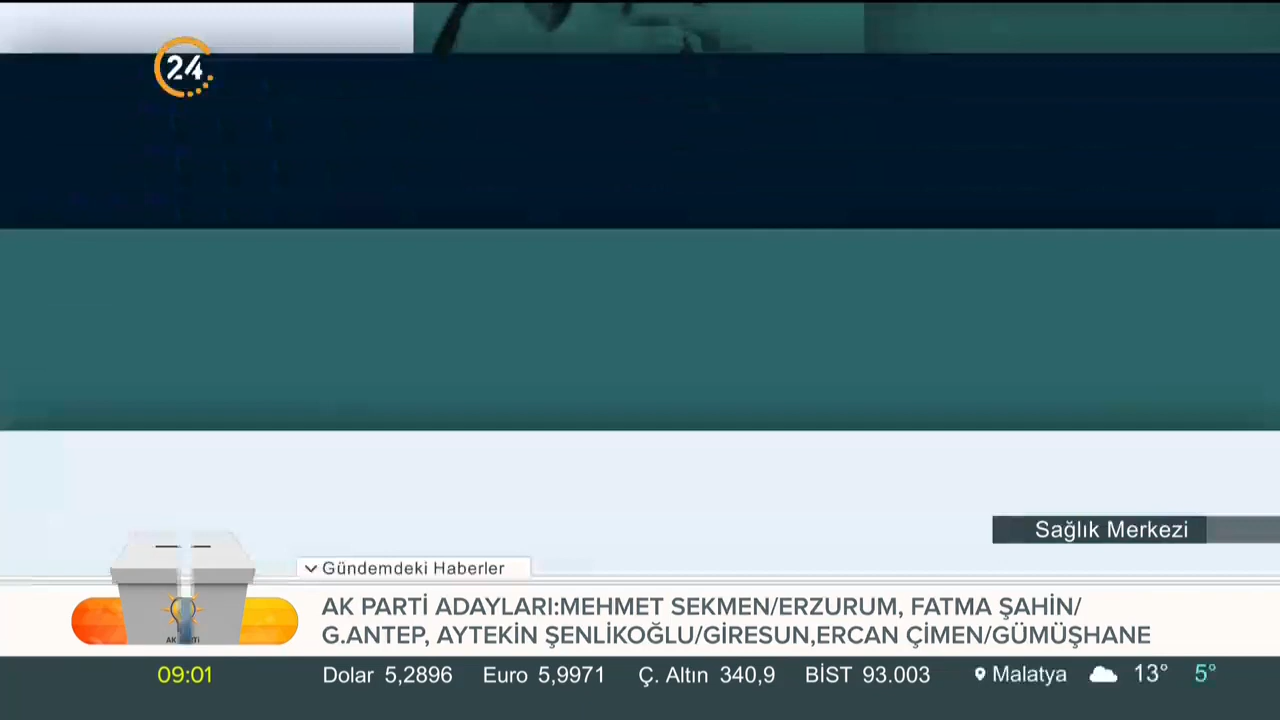 24
Sağlık Merkezi
Gündemdeki Haberler
AK PARTİ ADAYLARI:MEHMET SEKMEN/ERZURUM, FATMA ŞAHİN/
G.ANTEP, AYTEKİN ŞENLİKOĞLU/GİRESUN,ERCAN ÇİMEN/GÜMÜŞHANE
AK PARTİ
09:01 Dolar 5,2896 Euro 5,9971 Ç. Altın 340,9 BİST 93.003 Malatya 13° 5°